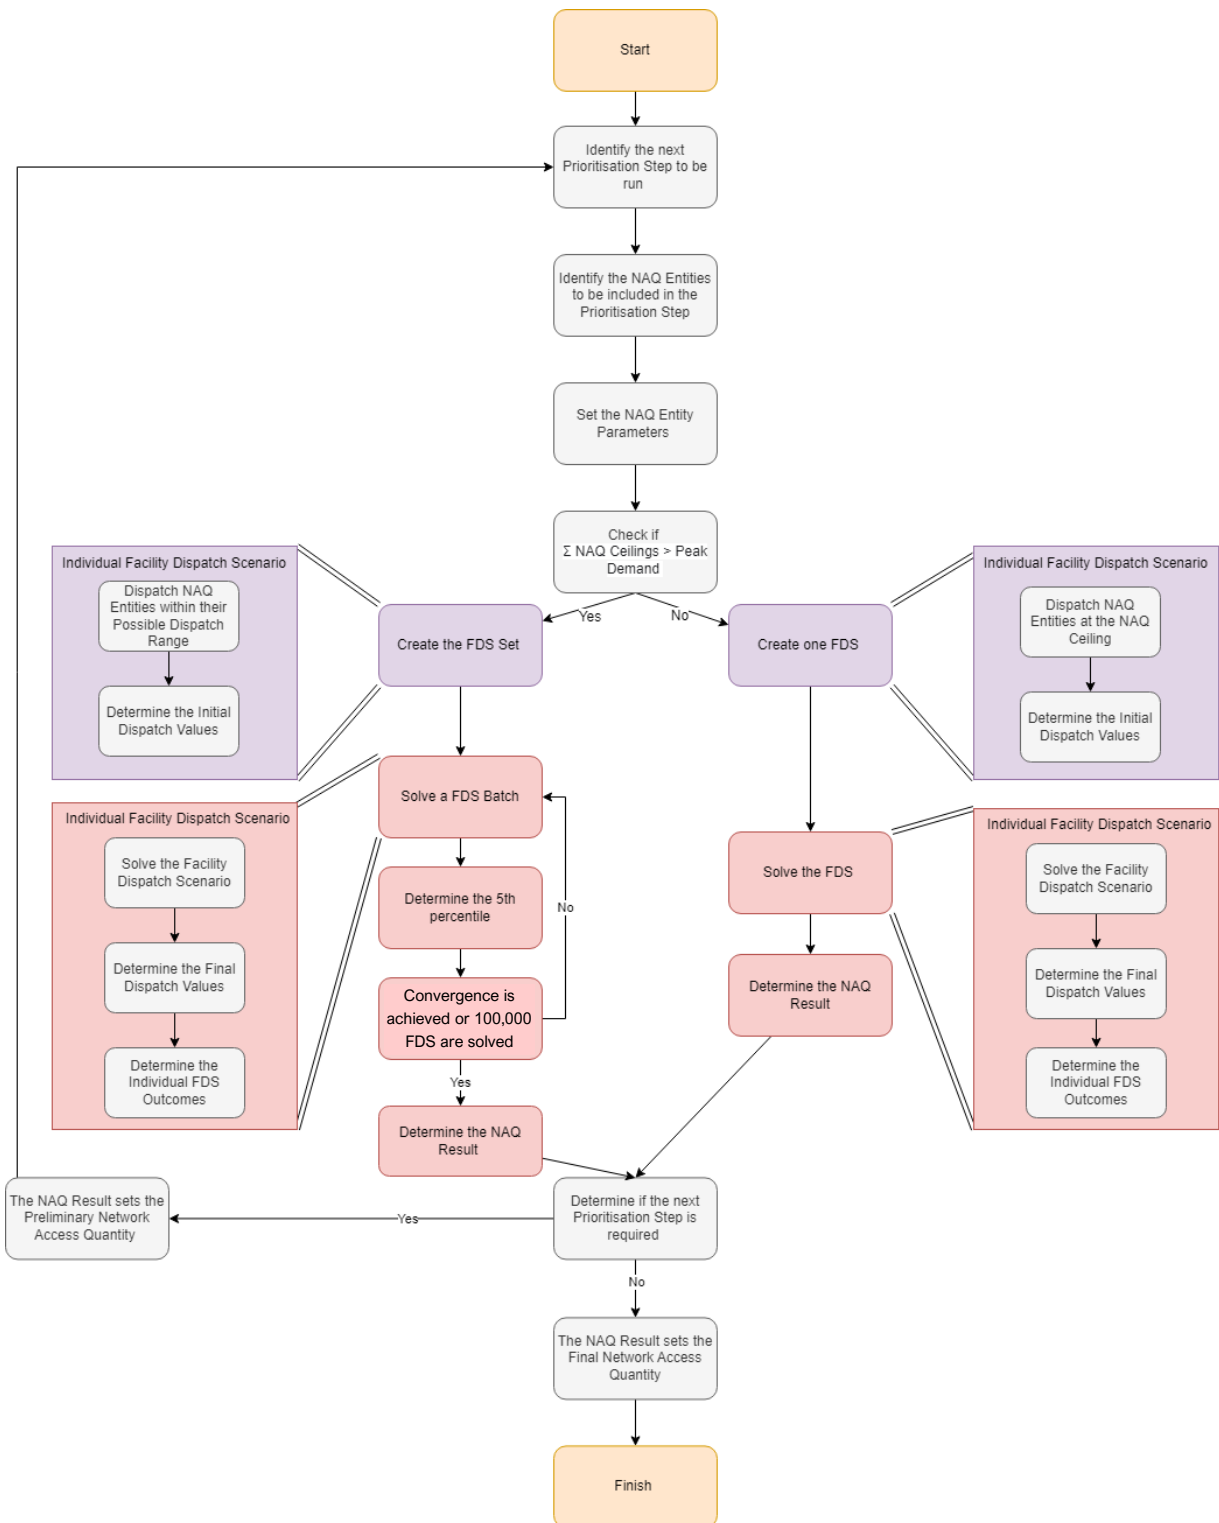 Start
Identify the next
Prioritisation Step to be
run
Identify the NAQ Entities
to be included in the
Prioritisation Step
Set the NAQ Entity
Parameters
Check if
Σ NAQ Ceilings > Peak
Demand
Yes
No
Individual Facility Dispatch Scenario
Dispatch NAQ
Entities within their
Possible Dispatch
Range
Determine the Initial
Dispatch Values
Create the FDS Set
Create one FDS
Individual Facility Dispatch Scenario
Dispatch NAQ
Entities at the NAQ
Ceiling
Determine the Initial
Dispatch Values
Individual Facility Dispatch Scenario
Solve the Facility
Dispatch Scenario
Determine the Final
Dispatch Values
Determine the
Individual FDS
Outcomes
Solve a FDS Batch
Determine the 5th
percentile
No
Convergence is
achieved or 100,000
FDS are solved
Yes
Determine the NAQ
Result
Solve the FDS
Determine the NAQ
Result
Individual Facility Dispatch Scenario
Solve the Facility
Dispatch Scenario
Determine the Final
Dispatch Values
Determine the
Individual FDS
Outcomes
The NAQ Result sets the
Preliminary Network
Access Quantity
Yes
Determine if the next
Prioritisation Step is
required
No
The NAQ Result sets the
Final Network Access
Quantity
Finish